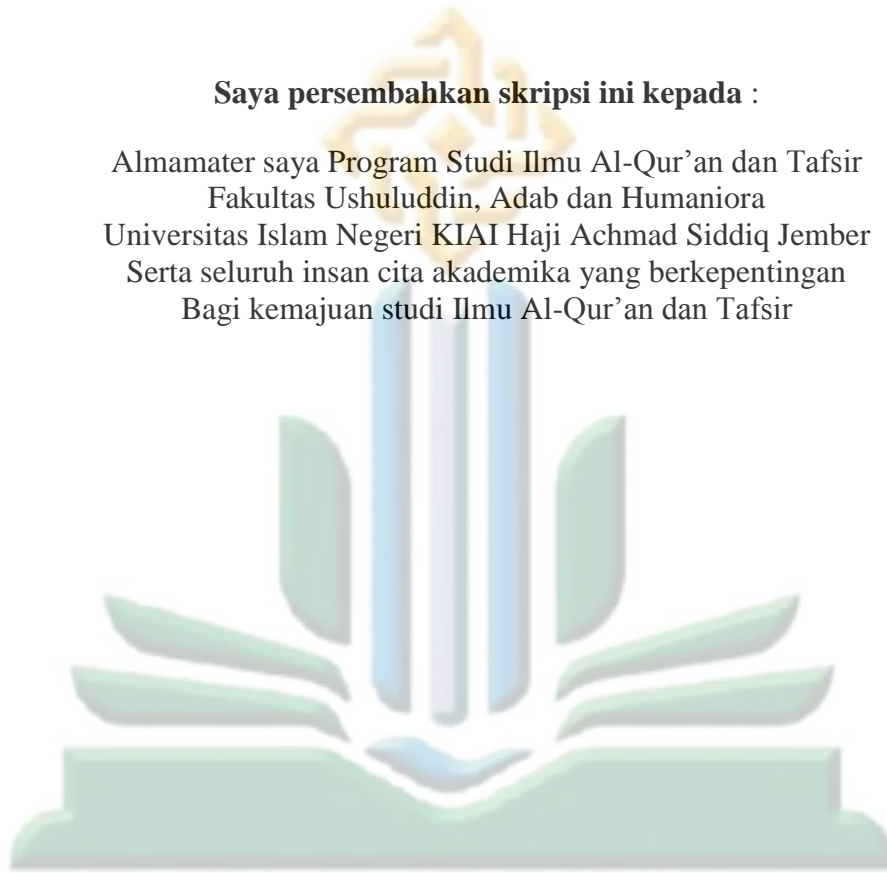 Saya persembahkan skripsi ini kepada :
Almamater saya Program Studi Ilmu Al-Qur’an dan Tafsir
Fakultas Ushuluddin, Adab dan Humaniora
Universitas Islam Negeri KIAI Haji Achmad Siddiq Jember
Serta seluruh insan cita akademika yang berkepentingan
Bagi kemajuan studi Ilmu Al-Qur’an dan Tafsir